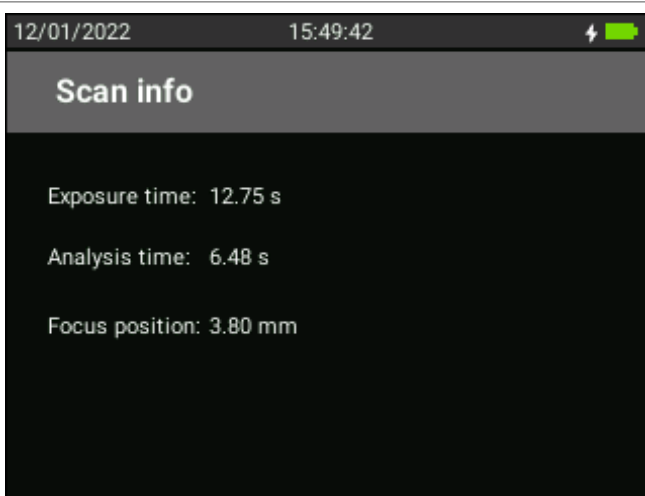 12/01/2022 15:49:42
Scan info
Exposure time: 12.75 s
Analysis time: 6.48 s
Focus position: 3.80 mm